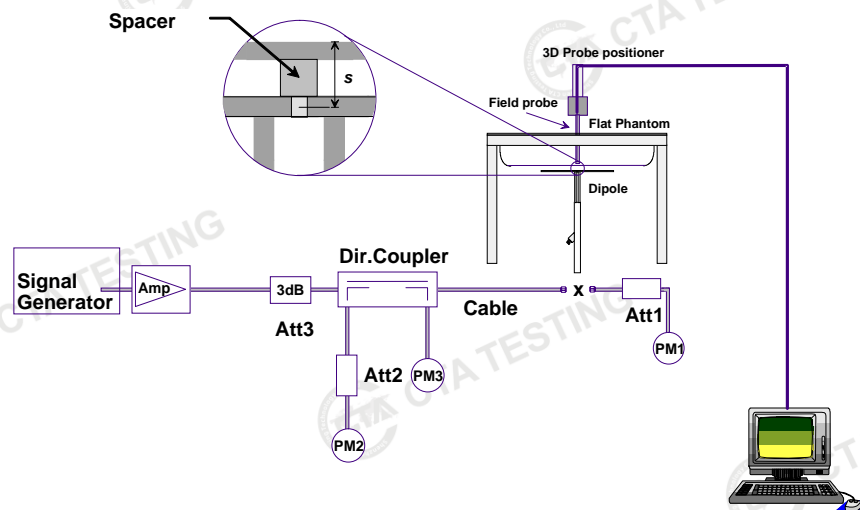 Spacer
s
CTA TESTING
3D Probe positioner
Field probe
Flat Phantom
Dipole
Dir.Coupler
Signal
Generator
Amp
3dB
Att3
Cable
x
Att1
PM1
Att2
PM3
PM2
CTA TESTING
CTA TESTING